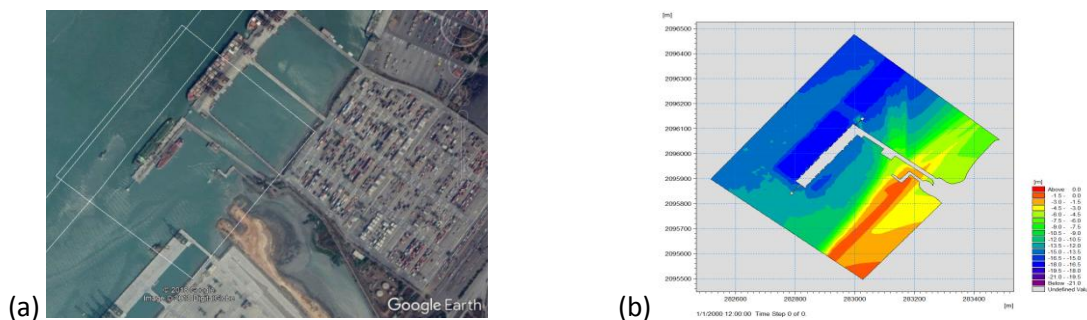 (a)
© 2018 Google
Google Earth
(b)
[m]
2096500
2096400
2096300
2096200
2096100
2096000
2095900
2095800
2095700
2095600
2095500
282600 282800 283000 283200 283400
[m]
1/1/2000 12:00:00 Time Step 0 of 0.
[m]
Above 0.0
-1.5 - 0.0
-3.0 - -1.5
-4.5 - -3.0
-6.0 - -4.5
-7.5 - -6.0
-9.0 - -7.5
-10.5 - -9.0
-12.0 - -10.5
-13.5 - -12.0
-15.0 - -13.5
-16.5 - -15.0
-18.0 - -16.5
-19.5 - -18.0
-21.0 - -19.5
Below -21.0
Undefined Valu